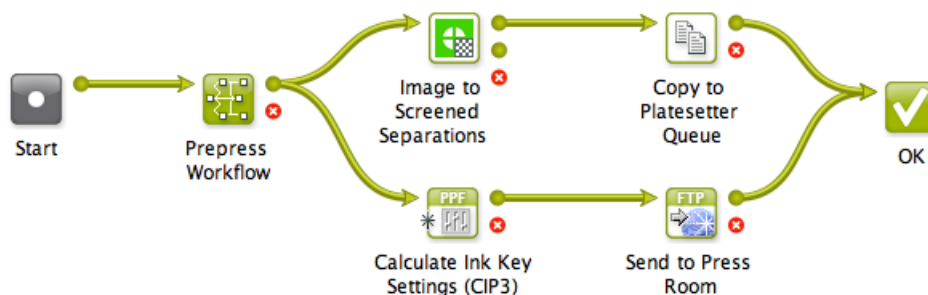 Start
Prepress
Workflow
Image to
Screened
Separations
Copy to
Platesetter
Queue
OK
PPF
Calculate Ink Key
Settings (CIP3)
FTP
Send to Press
Room